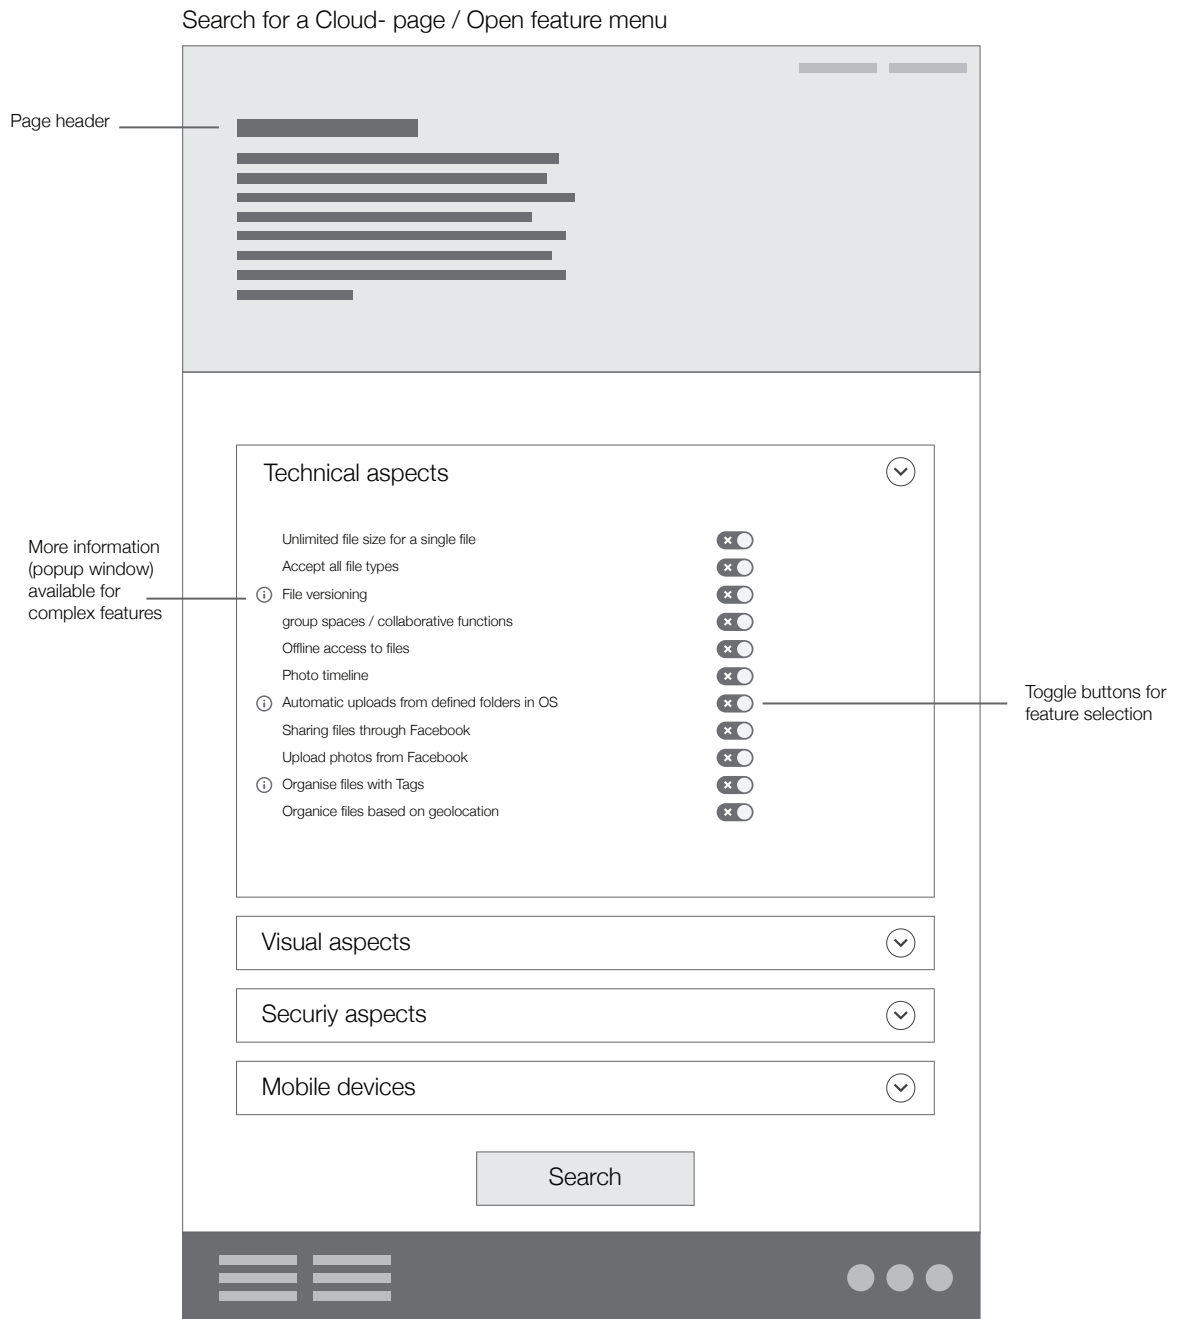 Search for a Cloud- page / Open feature menu
Page header
Technical aspects
More information
(popup window)
available for
complex features
Unlimited file size for a single file
Accept all file types
File versioning
group spaces / collaborative functions
Offline access to files
Photo timeline
Automatic uploads from defined folders in OS
Sharing files through Facebook
Upload photos from Facebook
Organise files with Tags
Organice files based on geolocation
Toggle buttons for
feature selection
Visual aspects
Securiy aspects
Mobile devices
Search